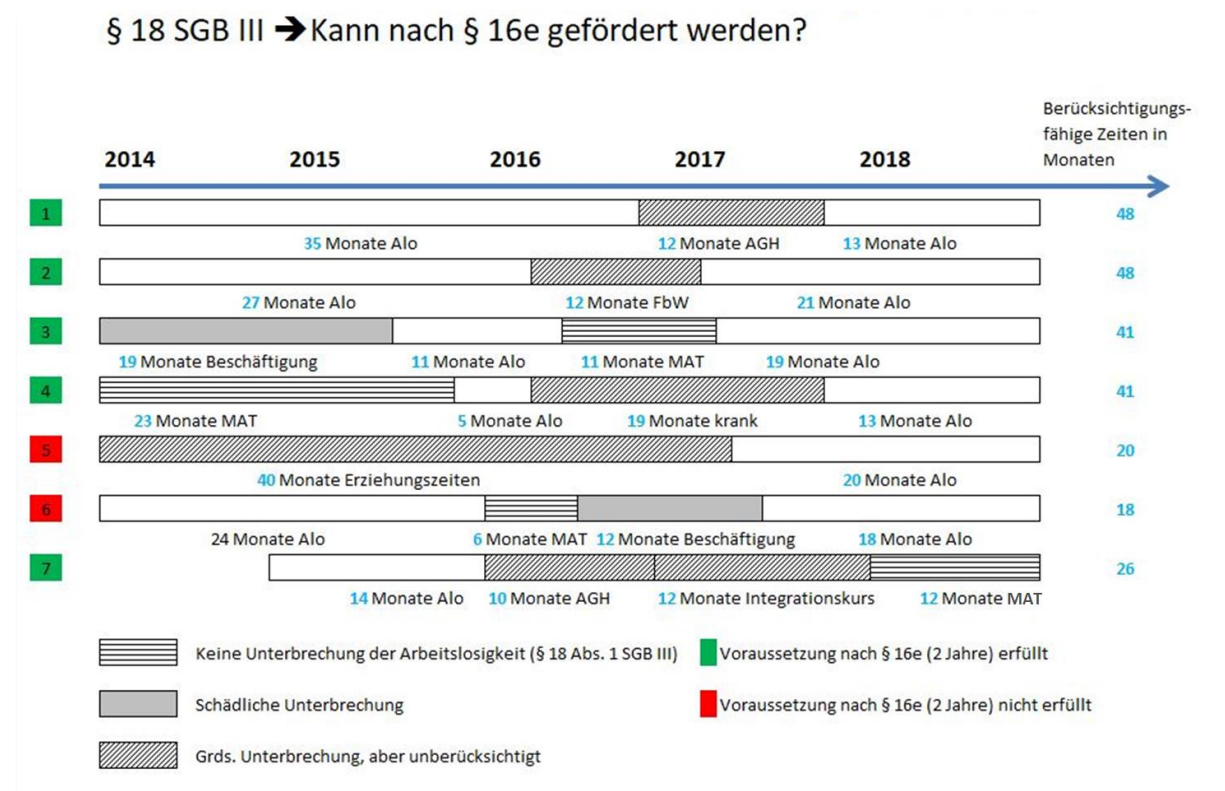 § 18 SGB III ➔ Kann nach § 16e gefördert werden?
Berücksichtigungs-
fähige Zeiten in
Monaten
2014 2015 2016 2017 2018
1 48
35 Monate Alo 12 Monate AGH 13 Monate Alo
2 48
27 Monate Alo 12 Monate FbW 21 Monate Alo
3 41
19 Monate Beschäftigung 11 Monate Alo 11 Monate MAT 19 Monate Alo
4 41
23 Monate MAT 5 Monate Alo 19 Monate krank 13 Monate Alo
5 20
40 Monate Erziehungszeiten 20 Monate Alo
6 18
24 Monate Alo 6 Monate MAT 12 Monate Beschäftigung 18 Monate Alo
7 26
14 Monate Alo 10 Monate AGH 12 Monate Integrationskurs 12 Monate MAT
Keine Unterbrechung der Arbeitslosigkeit (§ 18 Abs. 1 SGB III) Voraussetzung nach § 16e (2 Jahre) erfüllt
Schädliche Unterbrechung Voraussetzung nach § 16e (2 Jahre) nicht erfüllt
Grds. Unterbrechung, aber unberücksichtigt